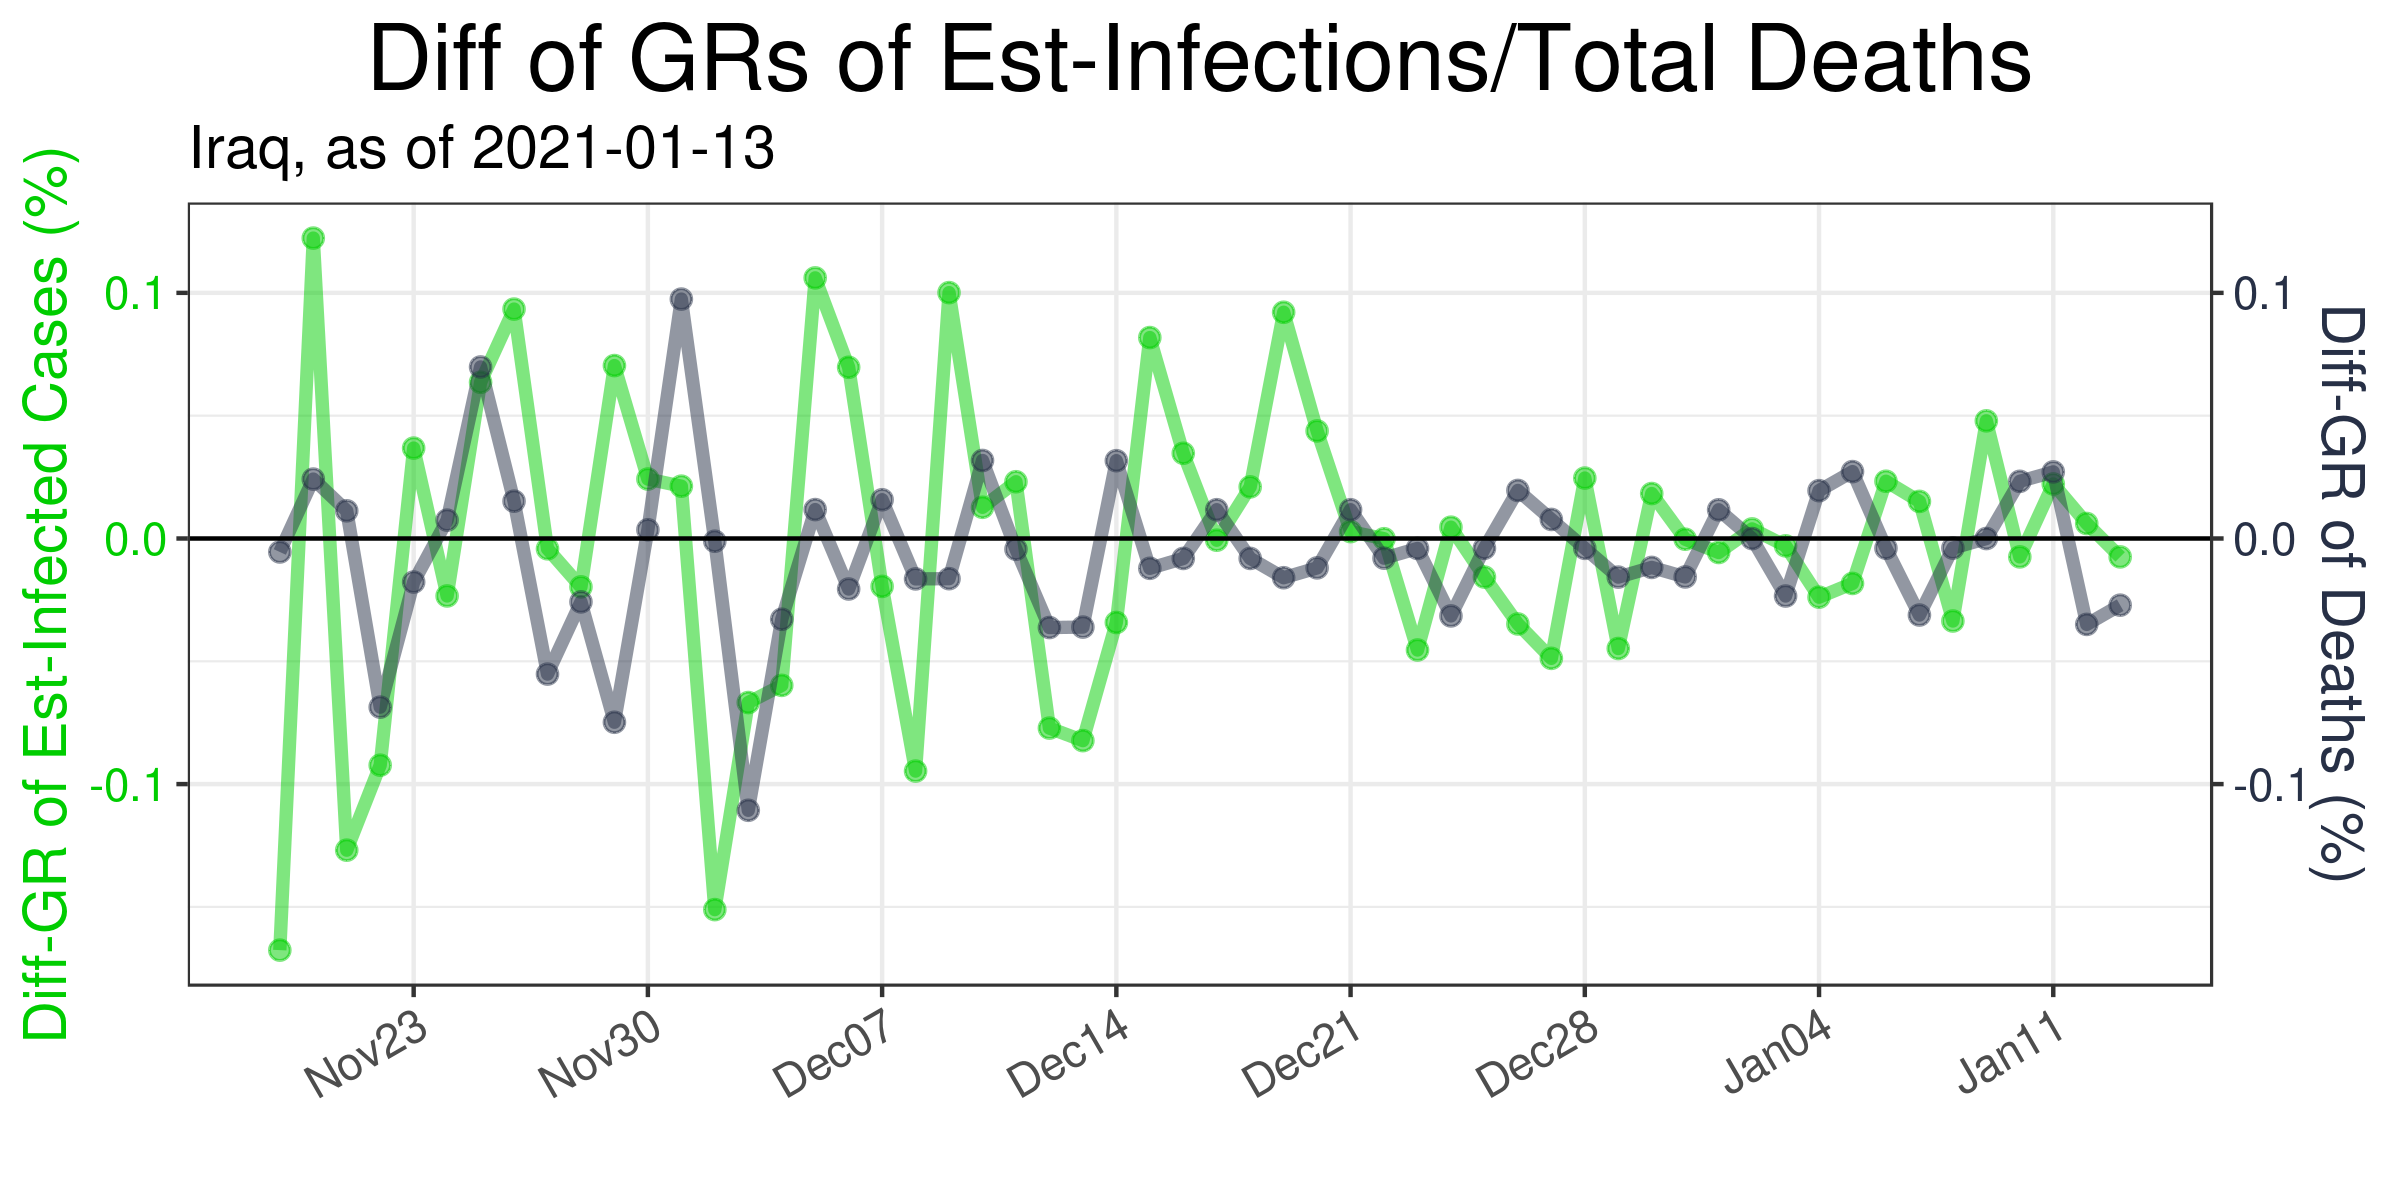 Diff of GRs of Est-Infections/Total Deaths
Iraq, as of 2021-01-13
Diff-GR of Est-Infected Cases (%)
0.1
0.0
-0.1
0.1
0.0
-0.1
Diff-GR of Deaths (%)
Nov23
Nov30
Dec07
Dec14
Dec21
Dec28
Jan04
Jan11